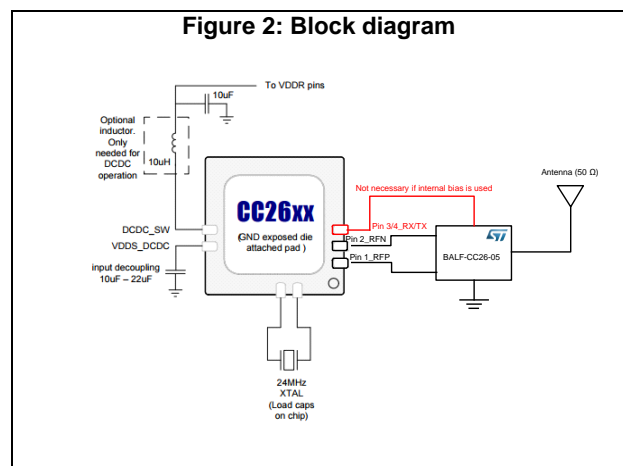 Figure 2: Block diagram
To VDDR pins
10uF
Optional
inductor.
Only
needed for
DCDC
operation
10uH
CC26xx
(GND exposed die
attached pad )
DCDC_SW
VDDS_DCDC
input decoupling
10uF – 22uF
24MHz
XTAL
(Load caps
on chip)
Not necessary if internal bias is used
Pin 3/4_RX/TX
Pin 2_RFN
Pin 1_RFP
Antenna (50 Ω)
ST
BALF-CC26-05